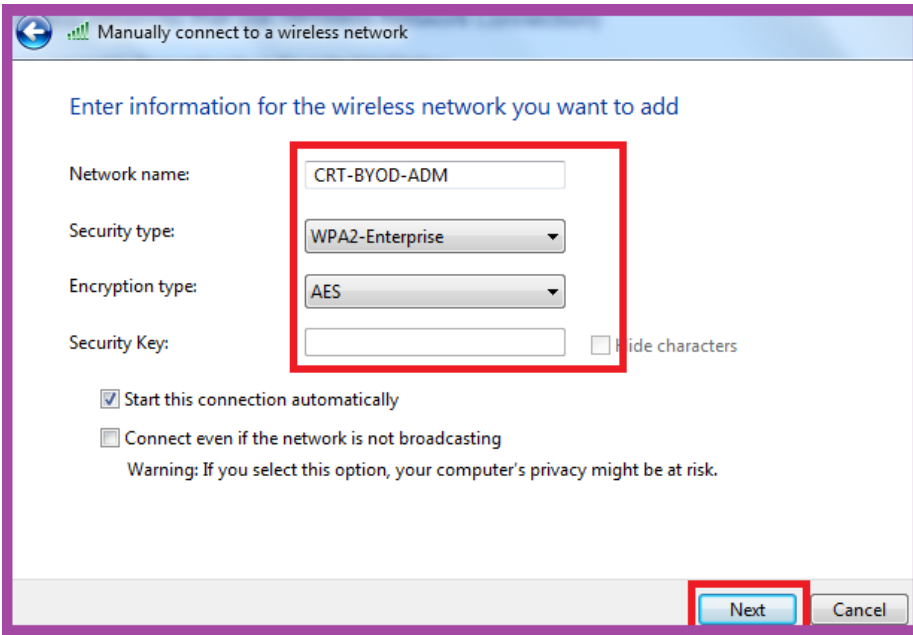 Manually connect to a wireless network
Enter information for the wireless network you want to add
Network name: CRT-BYOD-ADM
Security type: WPA2-Enterprise
Encryption type: AES
Security Key: Hide characters
Start this connection automatically
Connect even if the network is not broadcasting
Warning: If you select this option, your computer's privacy might be at risk.
Next Cancel